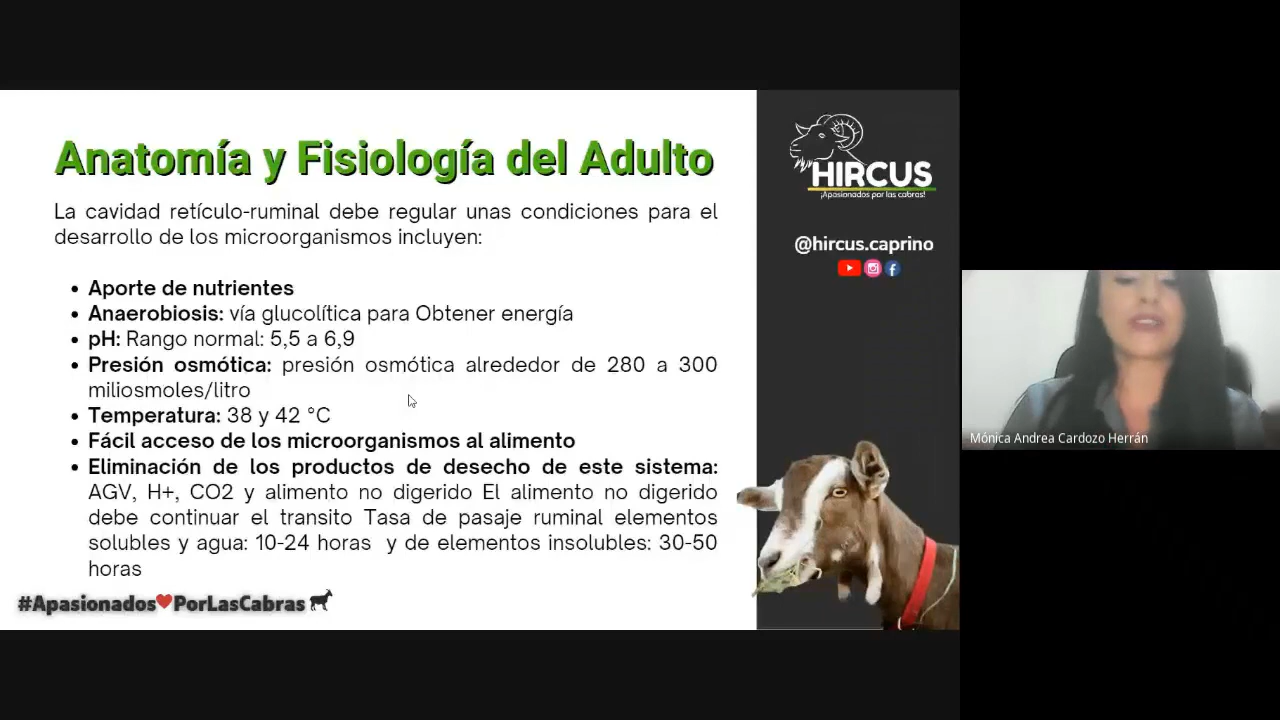 Anatomía y Fisiología del Adulto
La cavidad retículo-ruminal debe regular unas condiciones para el
desarrollo de los microorganismos incluyen:
• Aporte de nutrientes
• Anaerobiosis: vía glucolítica para Obtener energía
• pH: Rango normal: 5,5 a 6,9
• Presión osmótica: presión osmótica alrededor de 280 a 300
miliosmoles/litro
• Temperatura: 38 y 42 °C
• Fácil acceso de los microorganismos al alimento
• Eliminación de los productos de desecho de este sistema:
AGV, H+, CO2 y alimento no digerido El alimento no digerido
debe continuar el transito Tasa de pasaje ruminal elementos
solubles y agua: 10-24 horas y de elementos insolubles: 30-50
horas
#Apasionados❤PorLasCabras
HIRCUS
¡Apasionados por las cabras!
@hircus.caprino
Mónica Andrea Cardozo Herrán